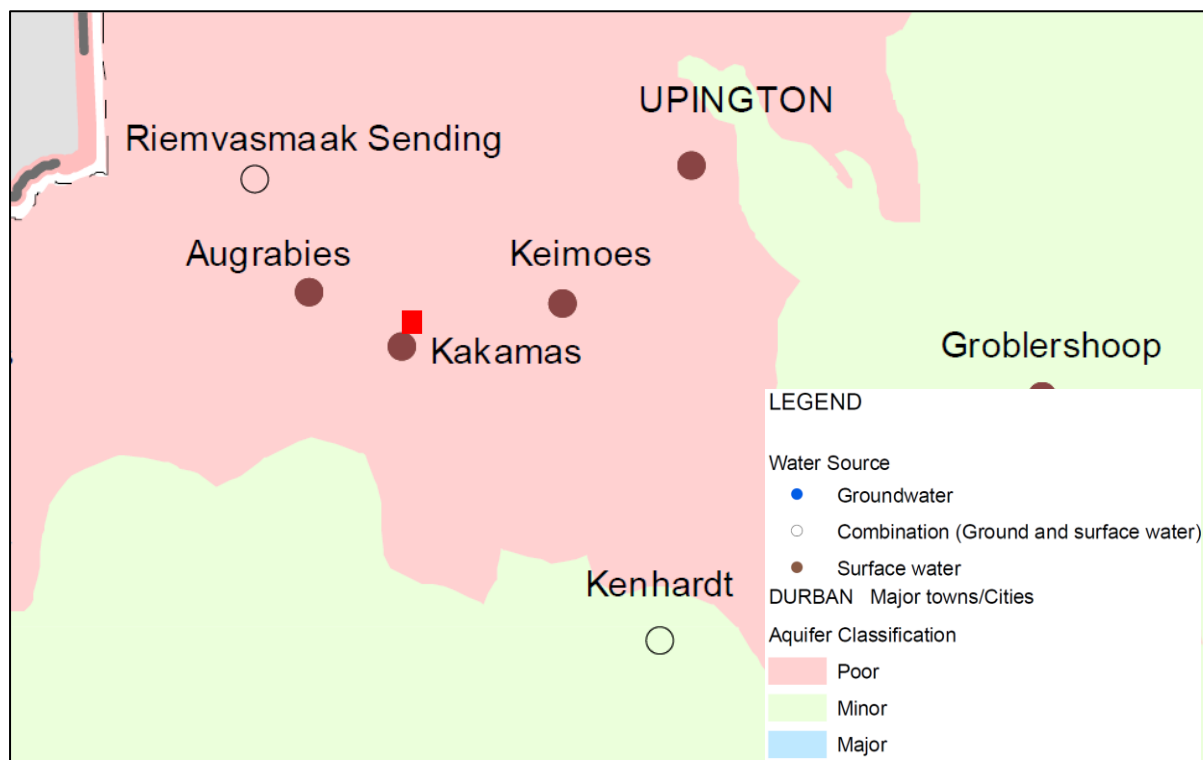 UPINGTON
Riemvasmaak Sending
Augrabies
Keimoes
Kakamas
Groblershoop
Kenhardt
LEGEND
Water Source
Groundwater
Combination (Ground and surface water)
Surface water
DURBAN Major towns/Cities
Aquifer Classification
Poor
Minor
Major